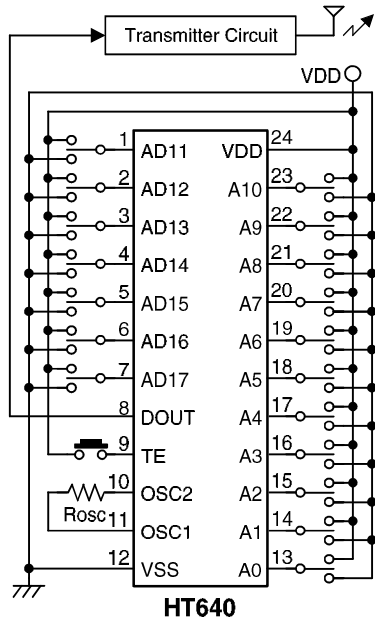 Transmitter Circuit
VDD
1 AD11 VDD 24
2 AD12 A10 23
3 AD13 A9 22
4 AD14 A8 21
5 AD15 A7 20
6 AD16 A6 19
7 AD17 A5 18
8 DOUT A4 17
9 TE A3 16
10 OSC2 A2 15
Rosc
11 OSC1 A1 14
12 VSS A0 13
HT640